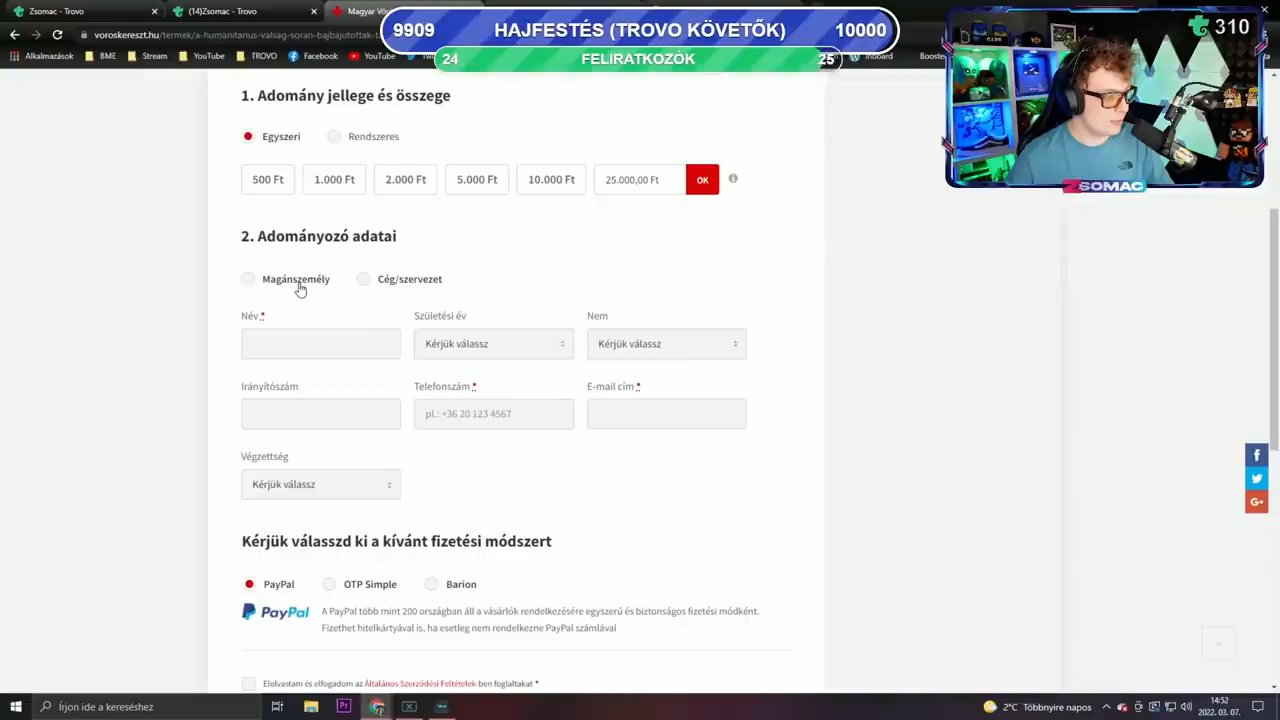 Zsomac - Trovo
(14)Zsomac - Trovo
Magyar Vö
9909 HAJFESTÉS (TROVO KÖVETŐK) 10000
24 FELIRATKOZÓK 25
310
voroskereszt.hu/termek/a-humanitarius-valsag-soran-bajbajutottak-t
Alkalmazások BME Stream YouTube TROVO Facebook YouTube Inboard Booste
1. Adomány jellege és összege
Egyszeri Rendszeres
500 Ft 1.000 Ft 2.000 Ft 5.000 Ft 10.000 Ft 25.000,00 Ft OK
ZSOMAC
2. Adományozó adatai
Magánszemély Cég/szervezet
Név * Születési év Nem
Kérjük válassz Kérjük válassz
Irányítószám Telefonszám * E-mail cím *
pl.: +36 20 123 4567
Végzettség
Kérjük válassz
Kérjük válaszd ki a kívánt fizetési módszert
PayPal OTP Simple Barion
PayPal A PayPal több mint 200 országban áll a vásárlók rendelkezésére egyszerű és biztonságos fizetési módként.
Fizethet hitelkártyával is, ha esetleg nem rendelkezne PayPal számlával
Elolvastam és elfogadom az Általános Szerződési Feltételek-ben foglaltakat *
Írjon ide a kereséshez
2°C Többnyire napos
14:52
2022. 03. 07.